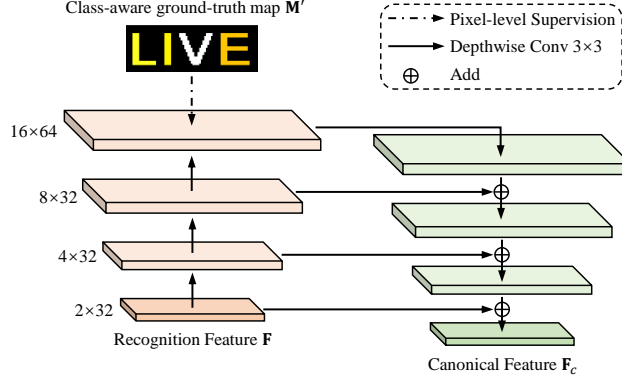 Class-aware ground-truth map M′
LIVE
Pixel-level Supervision
Depthwise Conv 3×3
Add
16×64
8×32
4×32
2×32
Recognition Feature F
Canonical Feature F_c